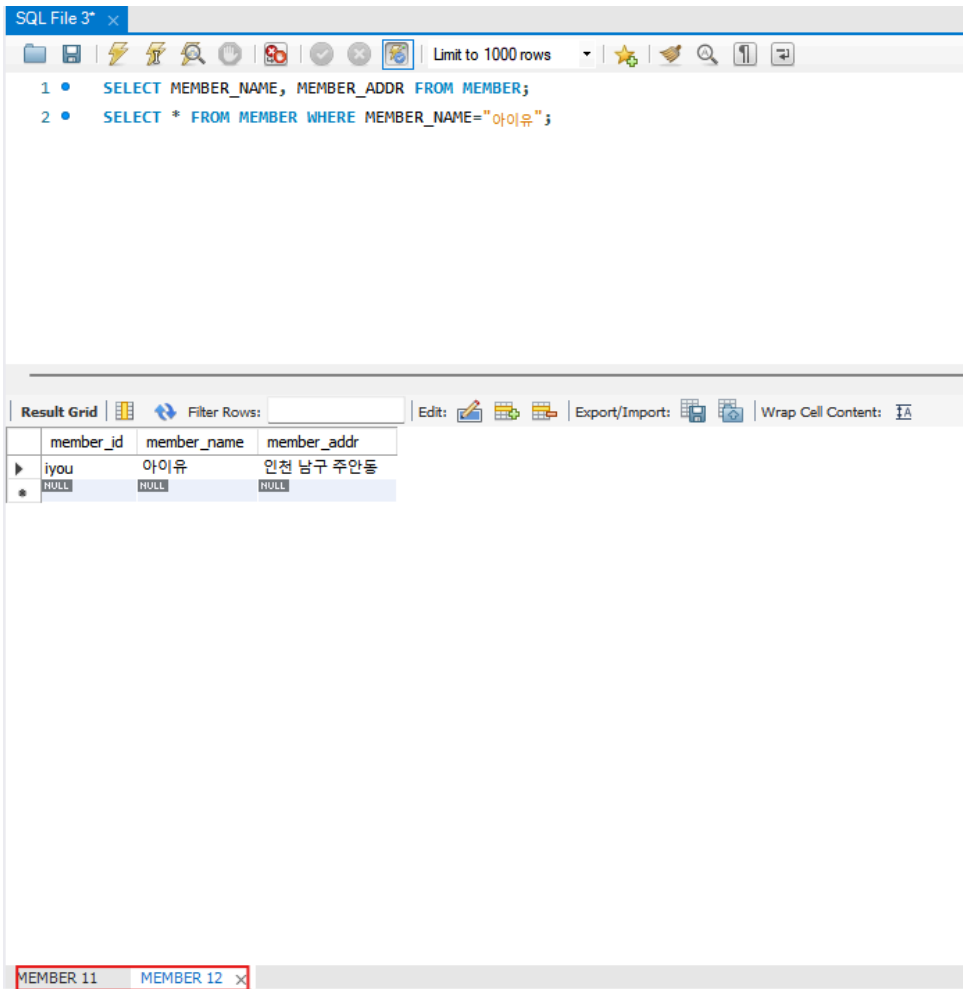 SQL File 3*
Limit to 1000 rows
1 SELECT MEMBER_NAME, MEMBER_ADDR FROM MEMBER;
2 SELECT * FROM MEMBER WHERE MEMBER_NAME="아이유";
Result Grid Filter Rows: Edit: Export/Import: Wrap Cell Content:
member_id member_name member_addr
iyou 아이유 인천 남구 주안동
NULL NULL NULL
MEMBER 11 MEMBER 12